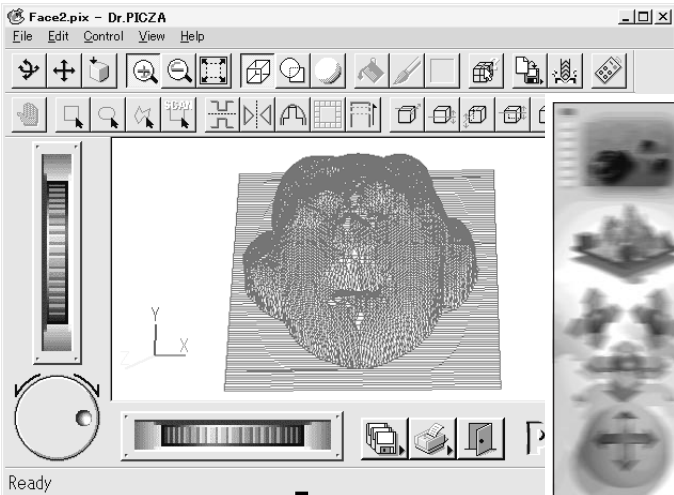 Face2.pix - Dr.PICZA
File Edit Control View Help
SCAN
Y
X
Z
Ready